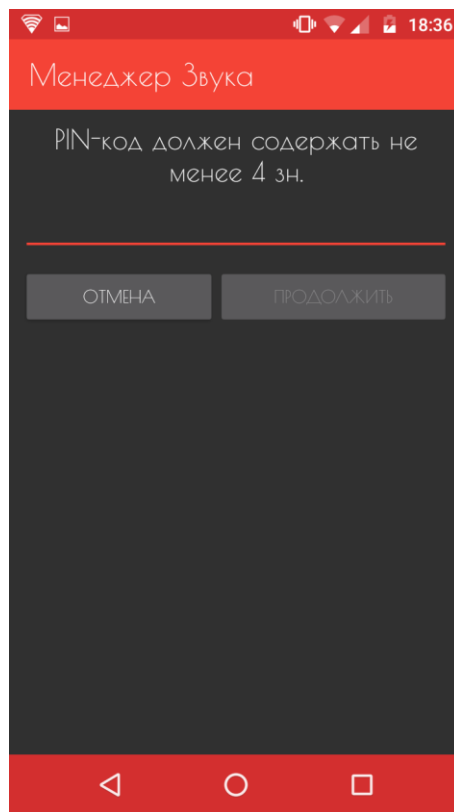 18:36
Менеджер Звука
PIN-код должен содержать не
менее 4 зн.
ОТМЕНА ПРОДОЛЖИТЬ